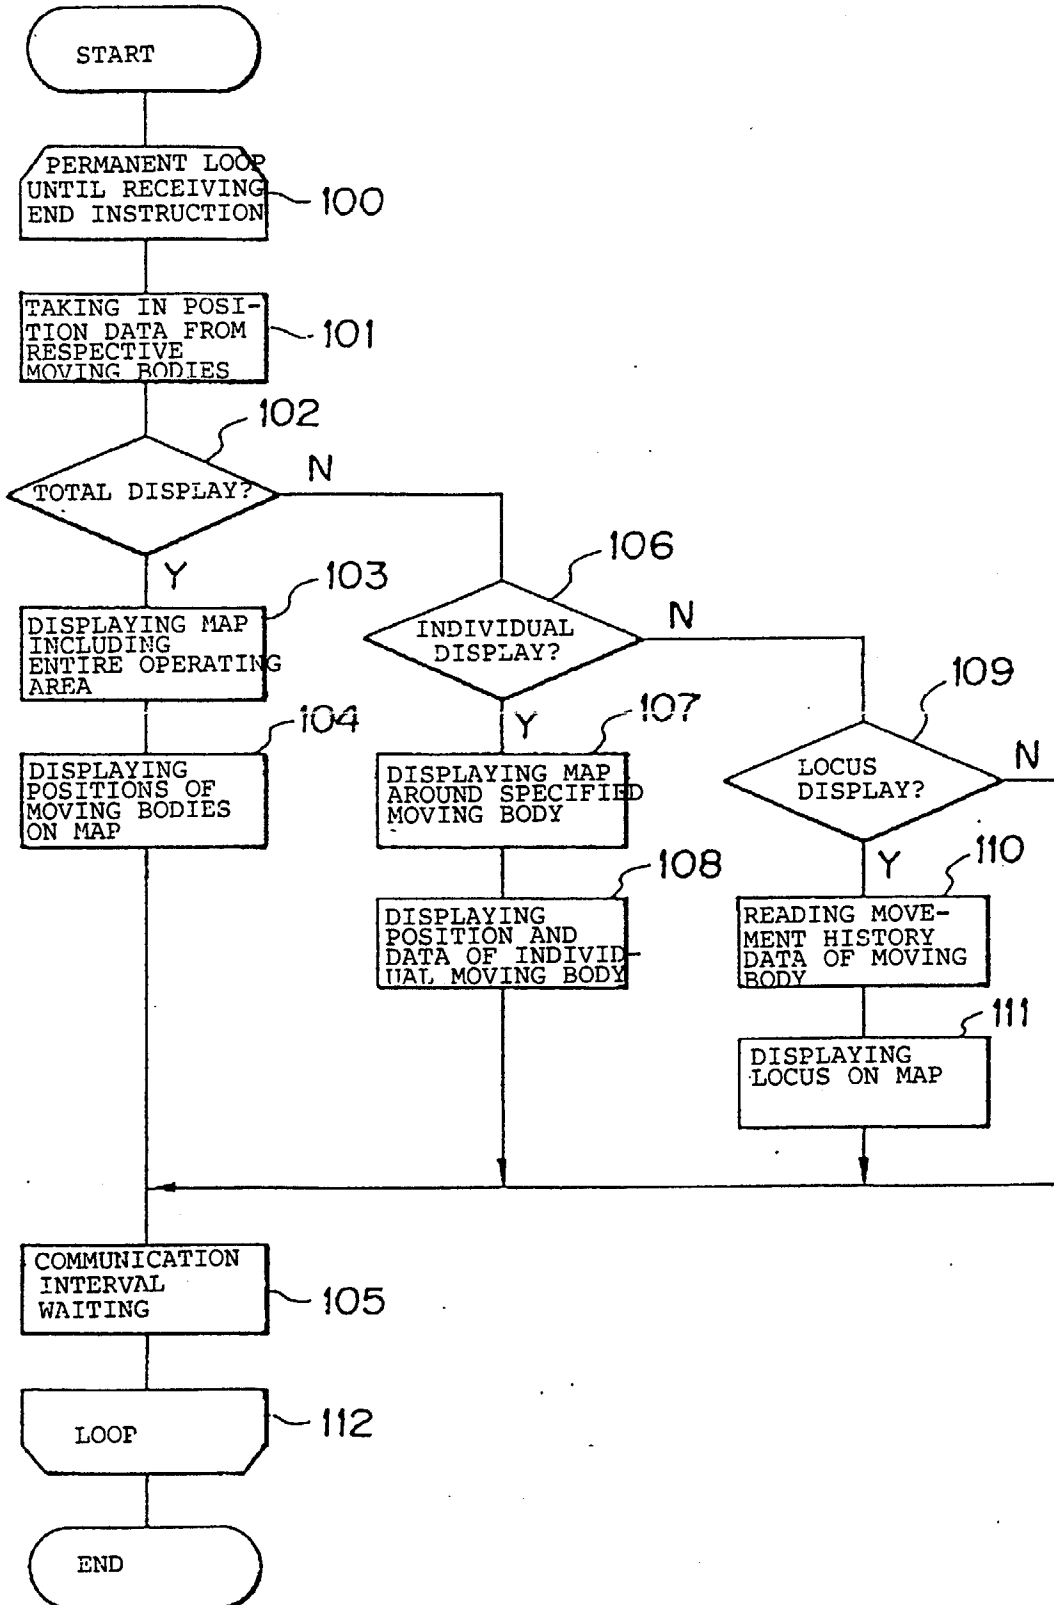 START
PERMANENT LOOP
UNTIL RECEIVING
END INSTRUCTION
100
TAKING IN POSI-
TION DATA FROM
RESPECTIVE
MOVING BODIES
101
102
TOTAL DISPLAY?
N
Y
103
DISPLAYING MAP
INCLUDING
ENTIRE OPERATING
AREA
104
DISPLAYING
POSITIONS OF
MOVING BODIES
ON MAP
106
INDIVIDUAL
DISPLAY?
N
Y
107
DISPLAYING MAP
AROUND SPECIFIED
MOVING BODY
108
DISPLAYING
POSITION AND
DATA OF INDIVID-
UAL MOVING BODY
109
LOCUS
DISPLAY?
N
Y
110
READING MOVE-
MENT HISTORY
DATA OF MOVING
BODY
111
DISPLAYING
LOCUS ON MAP
COMMUNICATION
INTERVAL
WAITING
105
LOOP
112
END